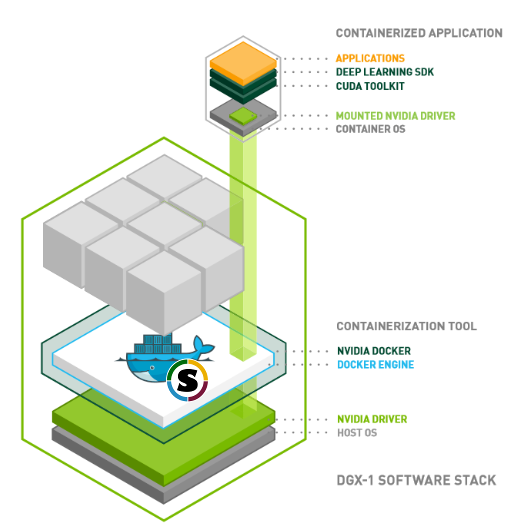 CONTAINERIZED APPLICATION
APPLICATIONS
DEEP LEARNING SDK
CUDA TOOLKIT
MOUNTED NVIDIA DRIVER
CONTAINER OS
CONTAINERIZATION TOOL
NVIDIA DOCKER
DOCKER ENGINE
S
NVIDIA DRIVER
HOST OS
DGX-1 SOFTWARE STACK